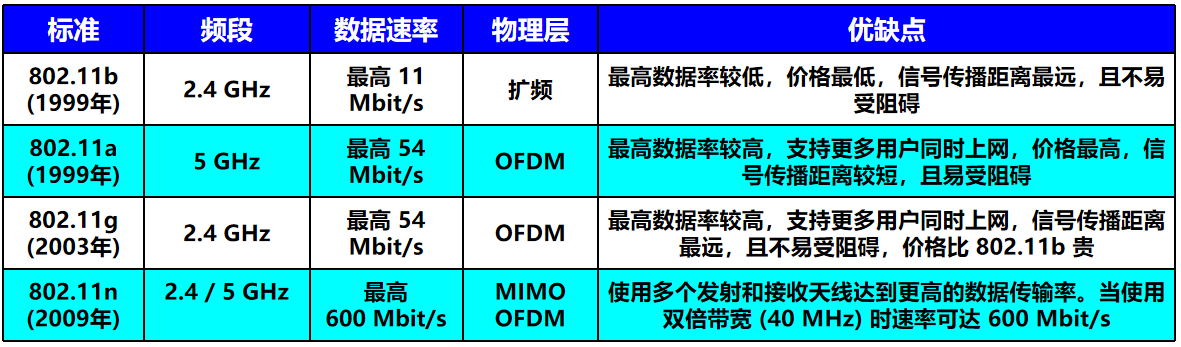 标准 频段 数据速率 物理层 优缺点
802.11b
(1999年)
2.4 GHz
最高 11
Mbit/s
扩频
最高数据率较低，价格最低，信号传播距离最远，且不易
受阻碍
802.11a
(1999年)
5 GHz
最高 54
Mbit/s
OFDM
最高数据率较高，支持更多用户同时上网，价格最高，信
号传播距离较短，且易受阻碍
802.11g
(2003年)
2.4 GHz
最高 54
Mbit/s
OFDM
最高数据率较高，支持更多用户同时上网，信号传播距离
最远，且不易受阻碍，价格比 802.11b 贵
802.11n
(2009年)
2.4 / 5 GHz
最高
600 Mbit/s
MIMO
OFDM
使用多个发射和接收天线达到更高的数据传输率。当使用
双倍带宽 (40 MHz) 时速率可达 600 Mbit/s